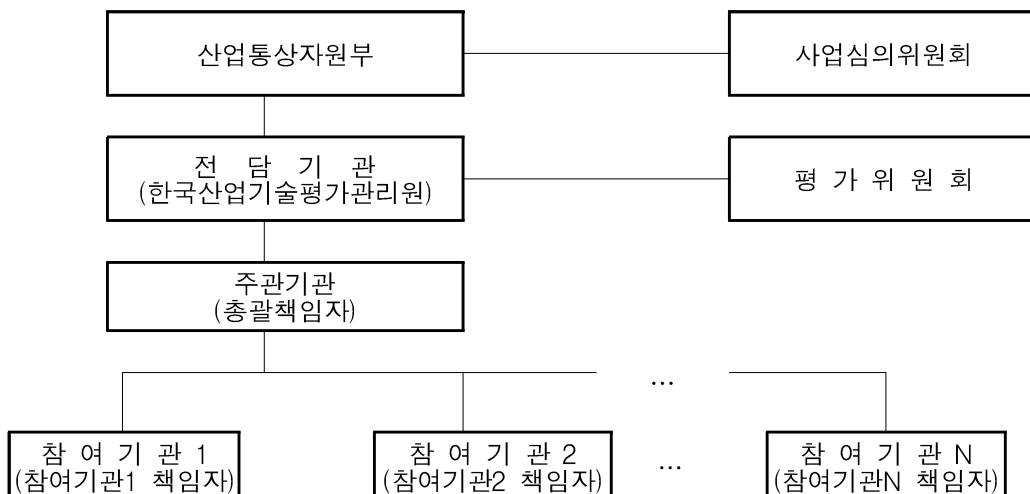 산업통상자원부
사업심의위원회
전 담 기 관
(한국산업기술평가관리원)
평 가 위 원 회
주관기관
(총괄책임자)
...
참 여 기 관 1
(참여기관1 책임자)
참 여 기 관 2
(참여기관2 책임자)
...
참 여 기 관 N
(참여기관N 책임자)